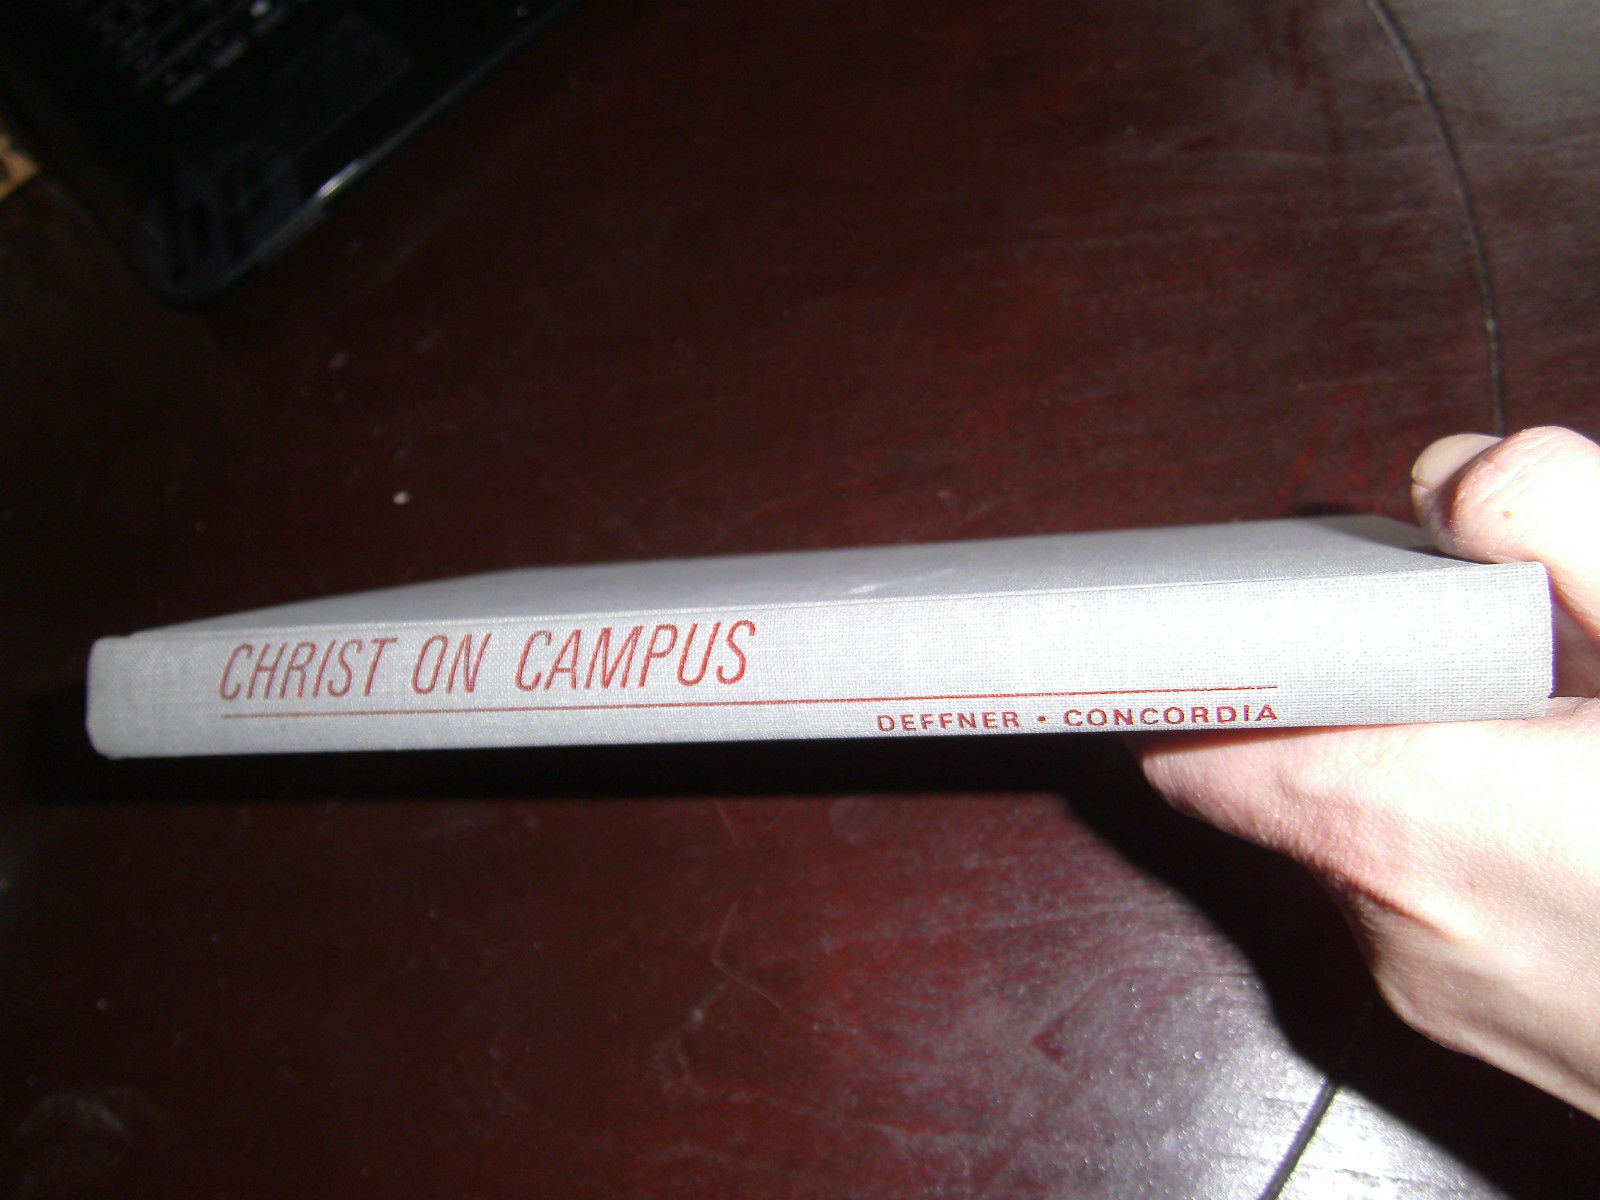 CHRIST ON CAMPUS
DEFFNER • CONCORDIA